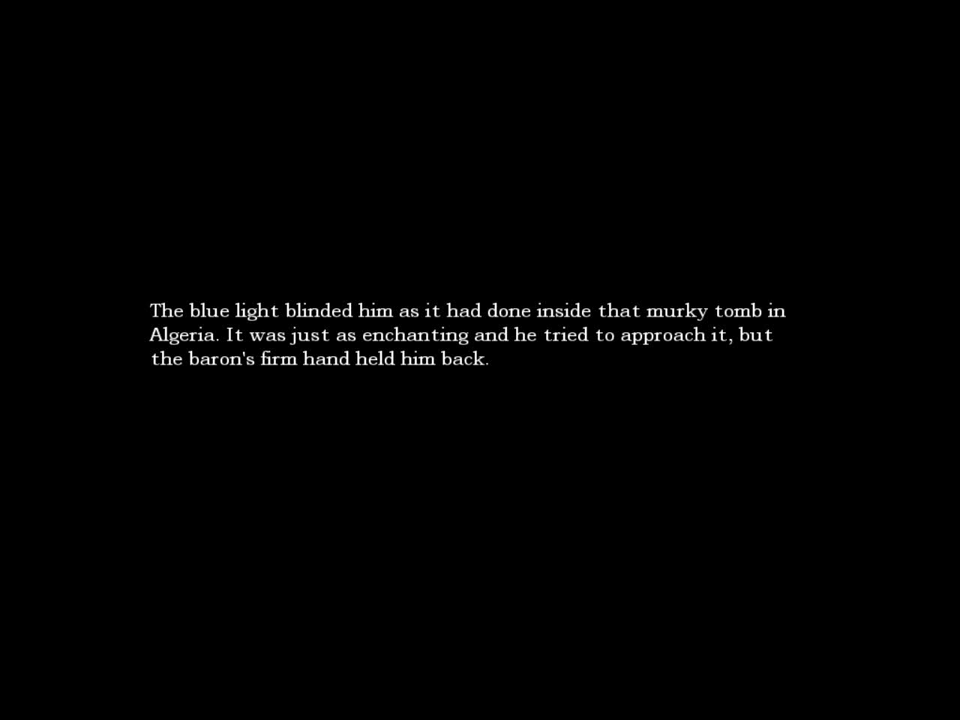 The blue light blinded him as it had done inside that murky tomb in
Algeria. It was just as enchanting and he tried to approach it, but
the baron's firm hand held him back.